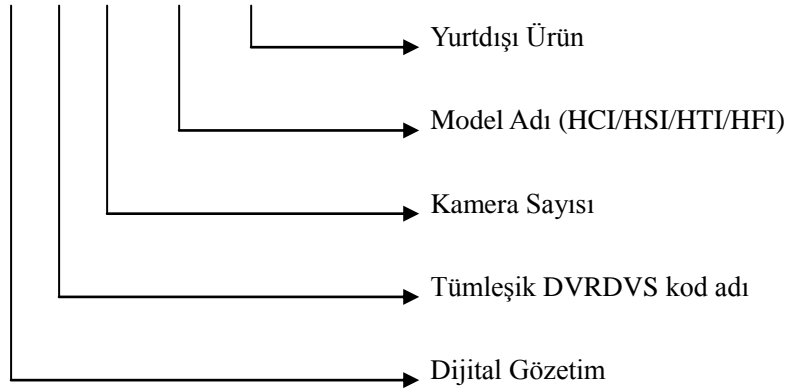 Yurtdışı Ürün
Model Adı (HCI/HSI/HTI/HFI)
Kamera Sayısı
Tümleşik DVRDVS kod adı
Dijital Gözetim